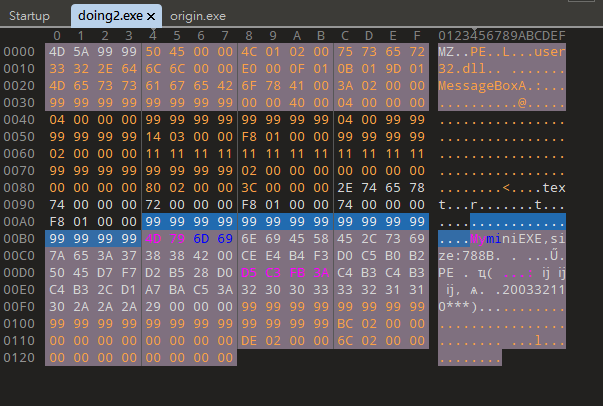 Startup doing2.exe × origin.exe
0 1 2 3 4 5 6 7 8 9 A B C D E F 0123456789ABCDEF
0000 4D 5A 99 99 50 45 00 00 4C 01 02 00 75 73 65 72 MZ..PE..L...user
0010 33 32 2E 64 6C 6C 00 00 E0 00 0F 01 0B 01 9D 01 32.dll.. ........
0020 4D 65 73 73 61 67 65 42 6F 78 41 00 3A 02 00 00 MessageBoxA.:...
0030 99 99 99 99 99 99 99 99 00 00 40 00 04 00 00 00 ..........@.....
0040 04 00 00 00 99 99 99 99 99 99 99 99 04 00 99 99 ................
0050 99 99 99 99 14 03 00 00 F8 01 00 00 99 99 99 99 ................
0060 02 00 00 00 11 11 11 11 11 11 11 11 11 11 11 11 ................
0070 99 99 99 99 99 99 99 99 02 00 00 00 00 00 00 00 ................
0080 00 00 00 00 80 02 00 00 3C 00 00 00 2E 74 65 78 ........<....tex
0090 74 00 00 00 72 00 00 00 F8 01 00 00 74 00 00 00 t...r.......t...
00A0 F8 01 00 00 99 99 99 99 99 99 99 99 99 99 99 99 ................
00B0 99 99 99 99 4D 79 6D 69 6E 69 45 58 45 2C 73 69 ....MyminiEXE,si
00C0 7A 65 3A 37 38 38 42 00 CE E4 B4 F3 D0 C5 B0 B2 ze:788B. . ...Ű.
00D0 50 45 D7 F7 D2 B5 28 D0 D5 C3 FB 3A C4 B3 C4 B3 PE . ҵ( ...: ĳ ĳ
00E0 C4 B3 2C D1 A7 BA C5 3A 32 30 30 33 33 32 31 31 ĳ, ѧ. .:20033211
00F0 30 2A 2A 2A 29 00 00 00 99 99 99 99 99 99 99 99 0***)...........
0100 99 99 99 99 99 99 99 99 99 99 99 99 BC 02 00 00 ................
0110 00 00 00 00 00 00 00 00 DE 02 00 00 6C 02 00 00 ............l...
0120 00 00 00 00 00 00 00 00 ........